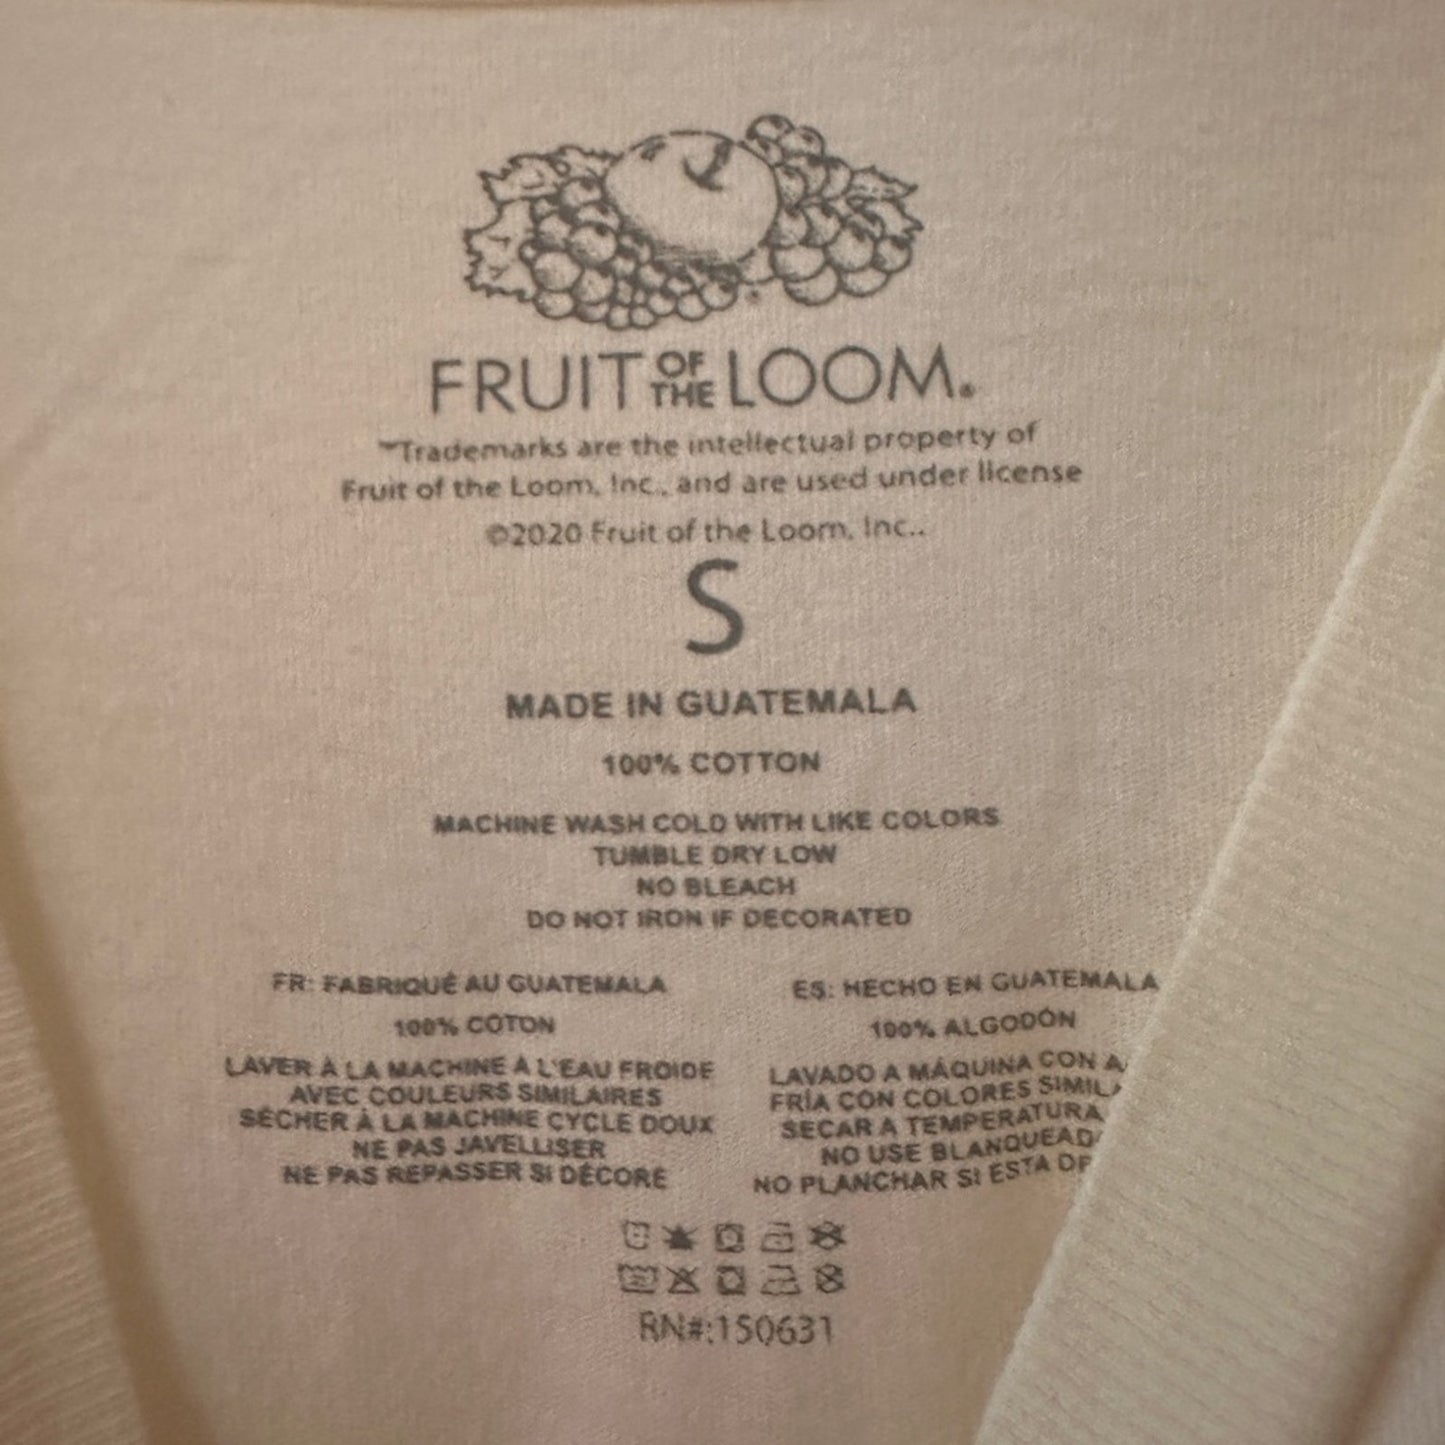 FRUIT OF THE LOOM®
™Trademarks are the intellectual property of
Fruit of the Loom, Inc., and are used under license
©2020 Fruit of the Loom, Inc..
S
MADE IN GUATEMALA
100% COTTON
MACHINE WASH COLD WITH LIKE COLORS
TUMBLE DRY LOW
NO BLEACH
DO NOT IRON IF DECORATED
FR: FABRIQUÉ AU GUATEMALA
100% COTON
LAVER À LA MACHINE À L'EAU FROIDE
AVEC COULEURS SIMILAIRES
SÉCHER À LA MACHINE CYCLE DOUX
NE PAS JAVELLISER
NE PAS REPASSER SI DÉCORÉ
ES: HECHO EN GUATEMALA
100% ALGODÓN
LAVADO A MÁQUINA CON
FRÍA CON COLORES
SECAR A TEMPERATURA
NO USE
NO PLANCHAR SI ESTA
RN#:150631